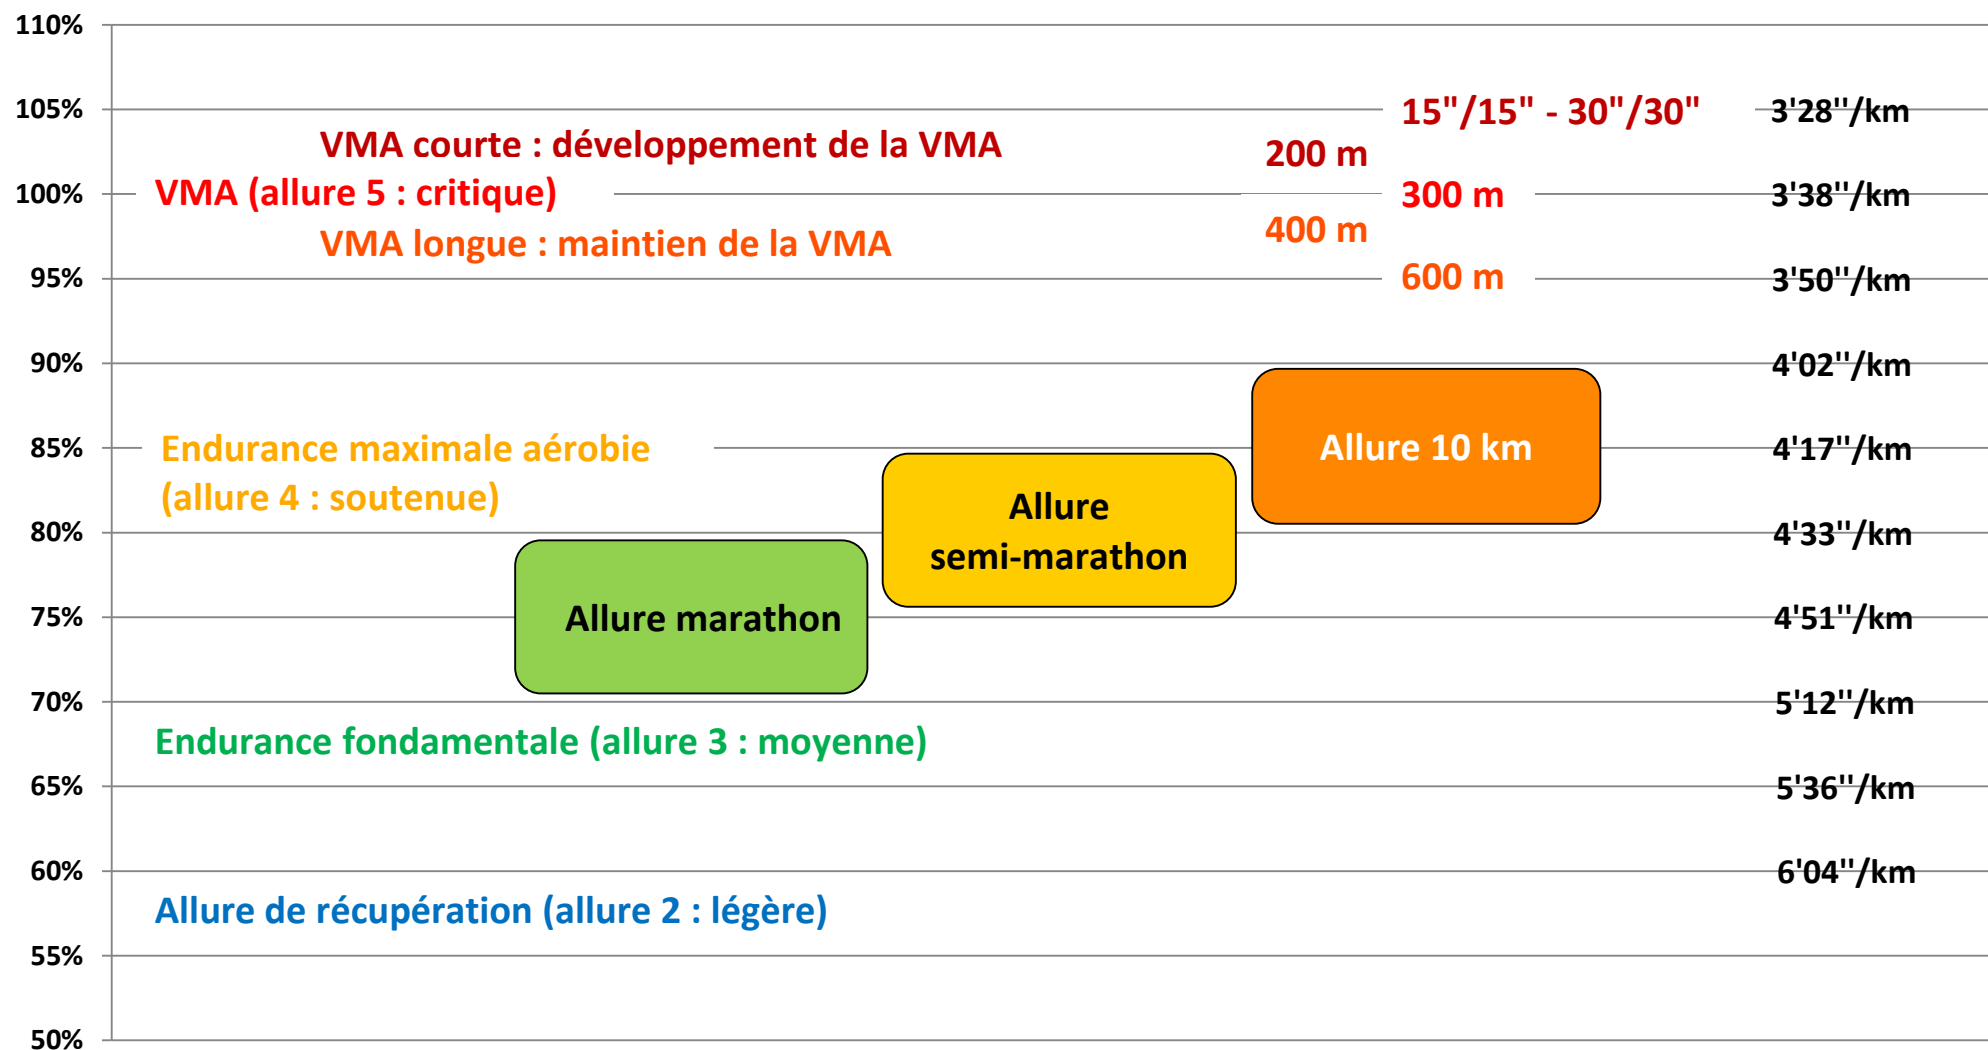 110%
105%
15"/15" - 30"/30"
3'28''/km
VMA courte : développement de la VMA
200 m
100%
VMA (allure 5 : critique)
300 m
3'38''/km
VMA longue : maintien de la VMA
400 m
95%
600 m
3'50''/km
90%
4'02''/km
85%
Endurance maximale aérobie
(allure 4 : soutenue)
Allure 10 km
4'17''/km
Allure
semi-marathon
80%
4'33''/km
75%
Allure marathon
4'51''/km
70%
5'12''/km
Endurance fondamentale (allure 3 : moyenne)
65%
5'36''/km
60%
6'04''/km
Allure de récupération (allure 2 : légère)
55%
50%